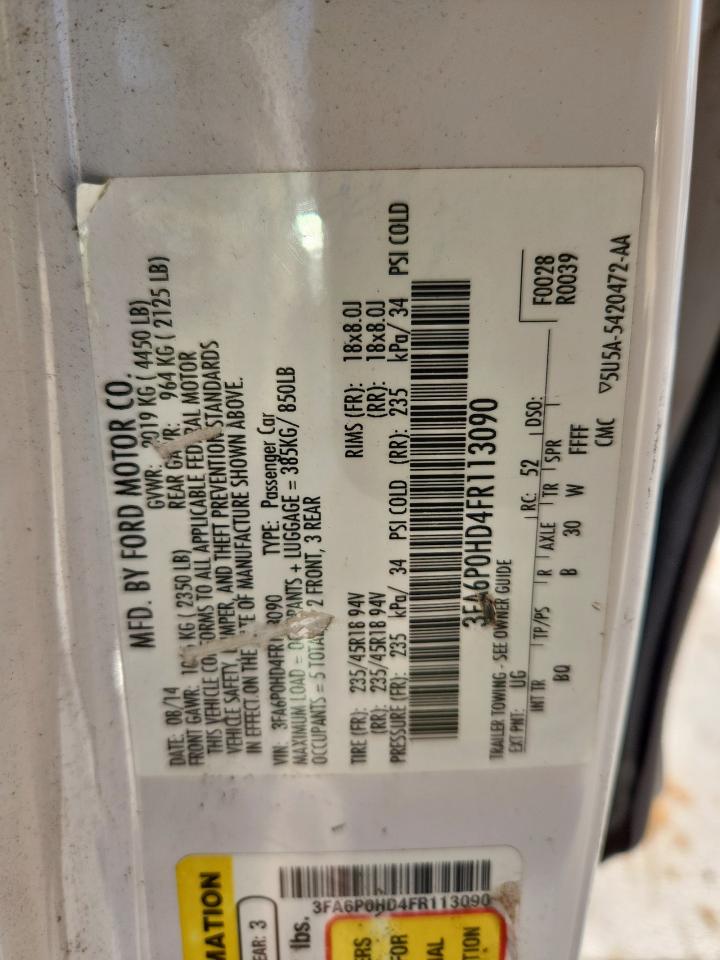 MFD. BY FORD MOTOR CO.
DATE: 08/14 GVWR: 2019 KG ( 4450 LB)
FRONT GAWR: KG ( 2350 LB) REAR GAWR: 964 KG ( 2125 LB)
THIS VEHICLE CONFORMS TO ALL APPLICABLE FEDERAL MOTOR
VEHICLE SAFETY, BUMPER, AND THEFT PREVENTION STANDARDS
IN EFFECT ON THE DATE OF MANUFACTURE SHOWN ABOVE.
VIN: 3FA6P0HD4FR113090 TYPE: Passenger Car
MAXIMUM LOAD = OCCUPANTS + LUGGAGE = 385KG/ 850LB
OCCUPANTS = 5 TOTAL, 2 FRONT, 3 REAR
TIRE (FR): 235/45R18 94V RIMS (FR): 18x8.0J
(RR): 235/45R18 94V (RR): 18x8.0J
PRESSURE (FR): 235 kPa/ 34 PSI COLD (RR): 235 kPa/ 34 PSI COLD
3FA6P0HD4FR113090
TRAILER TOWING - SEE OWNER GUIDE
F0028
R0039
EXT PNT: UG RC: 52 DSO:
INT TR TP/PS R AXLE TR SPR
BQ B 30 W FFFF
CMC ▽5U5A-5420472-AA
MATION
EAR: 3
lbs.
3FA6P0HD4FR113090
ERS
FOR
IAL
TION